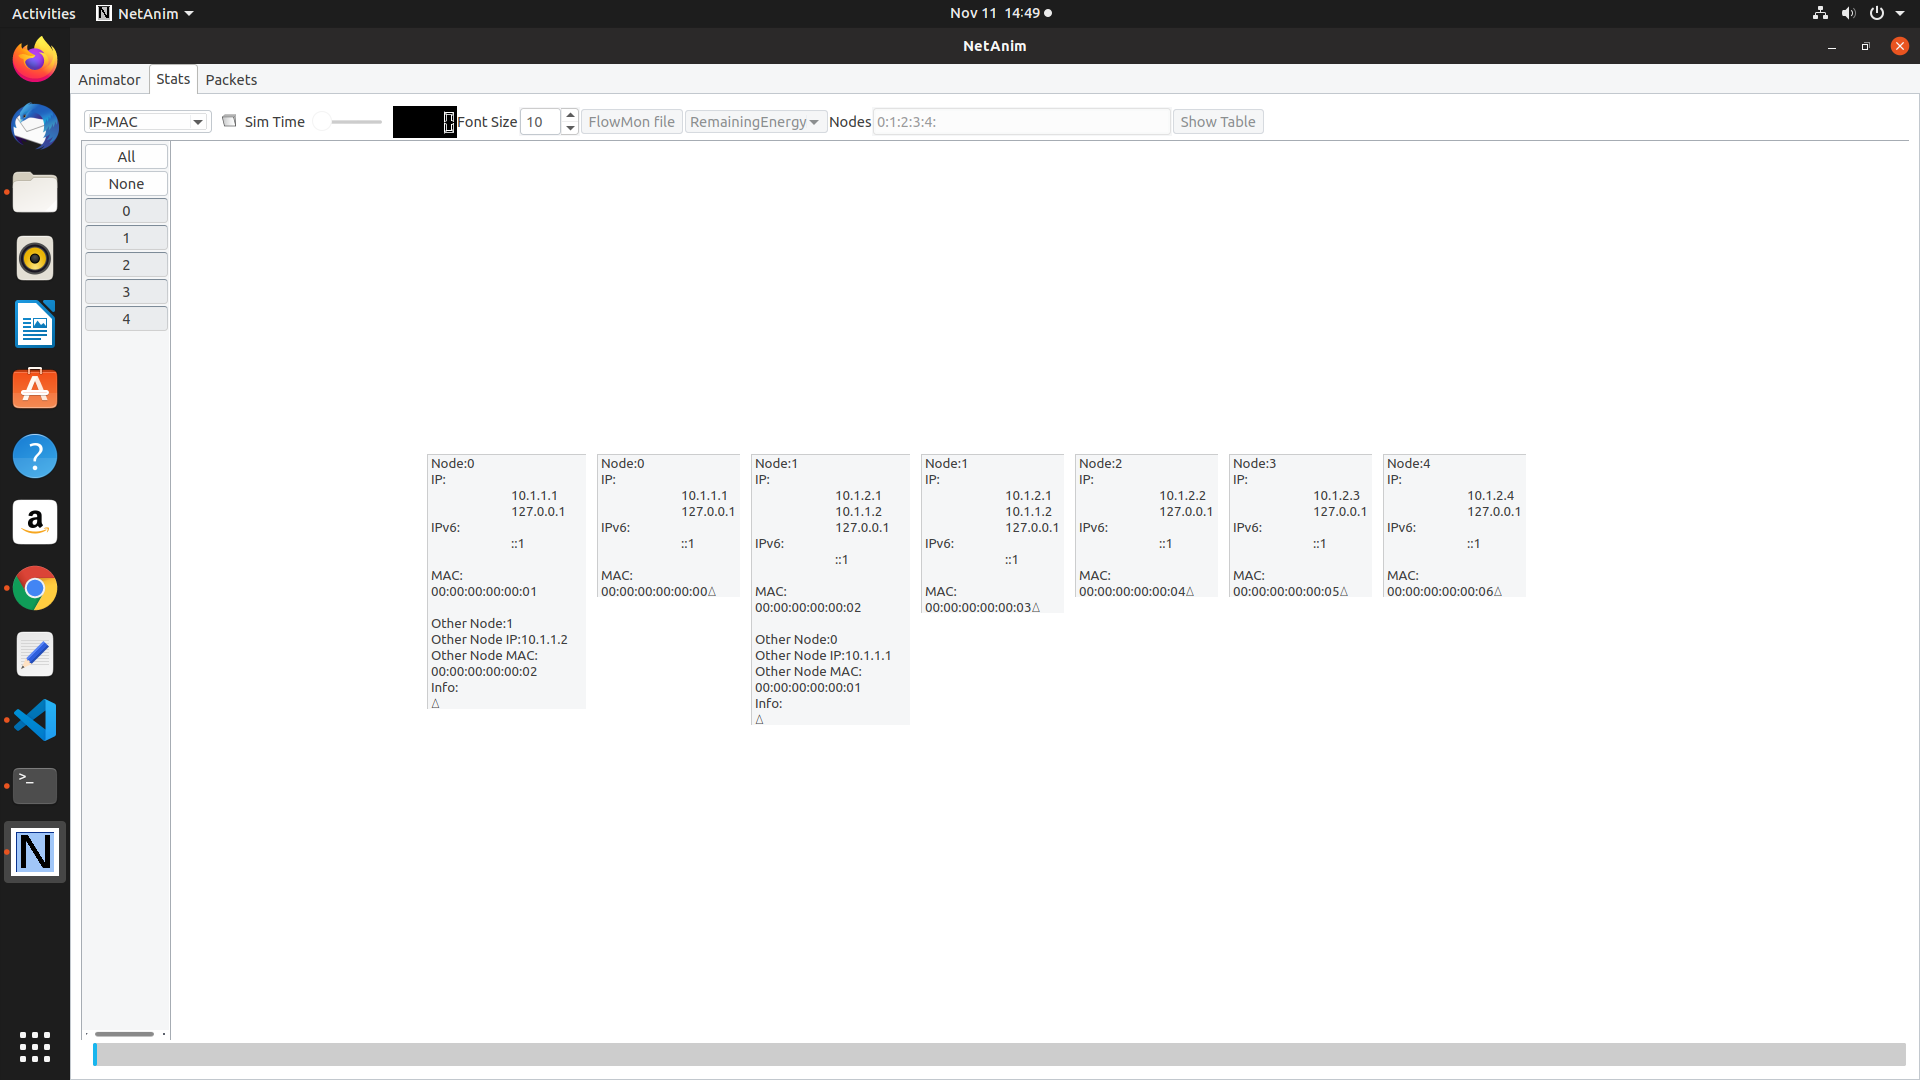 Activities NetAnim Nov 11 14:49
NetAnim
Animator Stats Packets
IP-MAC Sim Time Font Size 10 FlowMon file RemainingEnergy Nodes 0:1:2:3:4: Show Table
All
None
0
1
2
3
4
Node:0
IP:
10.1.1.1
127.0.0.1
IPv6:
::1
MAC:
00:00:00:00:00:01
Other Node:1
Other Node IP:10.1.1.2
Other Node MAC:
00:00:00:00:00:02
Info:
Node:0
IP:
10.1.1.1
127.0.0.1
IPv6:
::1
MAC:
00:00:00:00:00:00
Node:1
IP:
10.1.2.1
10.1.1.2
127.0.0.1
IPv6:
::1
MAC:
00:00:00:00:00:02
Other Node:0
Other Node IP:10.1.1.1
Other Node MAC:
00:00:00:00:00:01
Info:
Node:1
IP:
10.1.2.1
10.1.1.2
127.0.0.1
IPv6:
::1
MAC:
00:00:00:00:00:03
Node:2
IP:
10.1.2.2
127.0.0.1
IPv6:
::1
MAC:
00:00:00:00:00:04
Node:3
IP:
10.1.2.3
127.0.0.1
IPv6:
::1
MAC:
00:00:00:00:00:05
Node:4
IP:
10.1.2.4
127.0.0.1
IPv6:
::1
MAC:
00:00:00:00:00:06